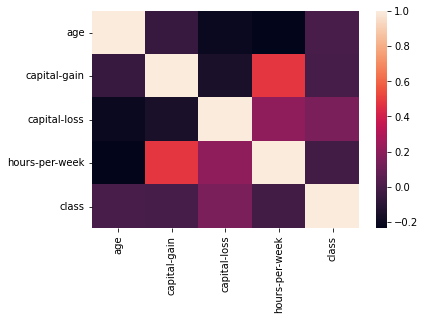 age
capital-gain
capital-loss
hours-per-week
class
age
capital-gain
capital-loss
hours-per-week
class
1.0
0.8
0.6
0.4
0.2
0.0
−0.2